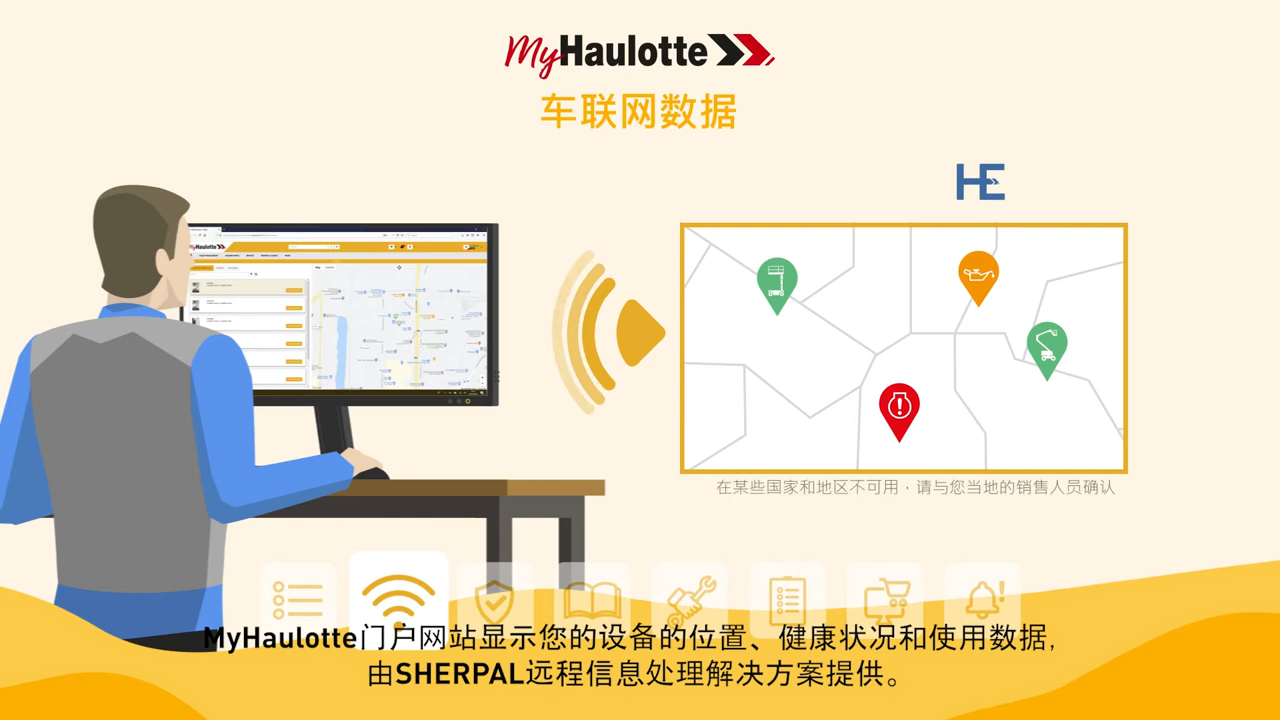 MyHaulotte
车联网数据
HE
MyHaulotte
在某些国家和地区不可用，请与您当地的销售人员确认
MyHaulotte门户网站显示您的设备的位置、健康状况和使用数据,
由SHERPAL远程信息处理解决方案提供。